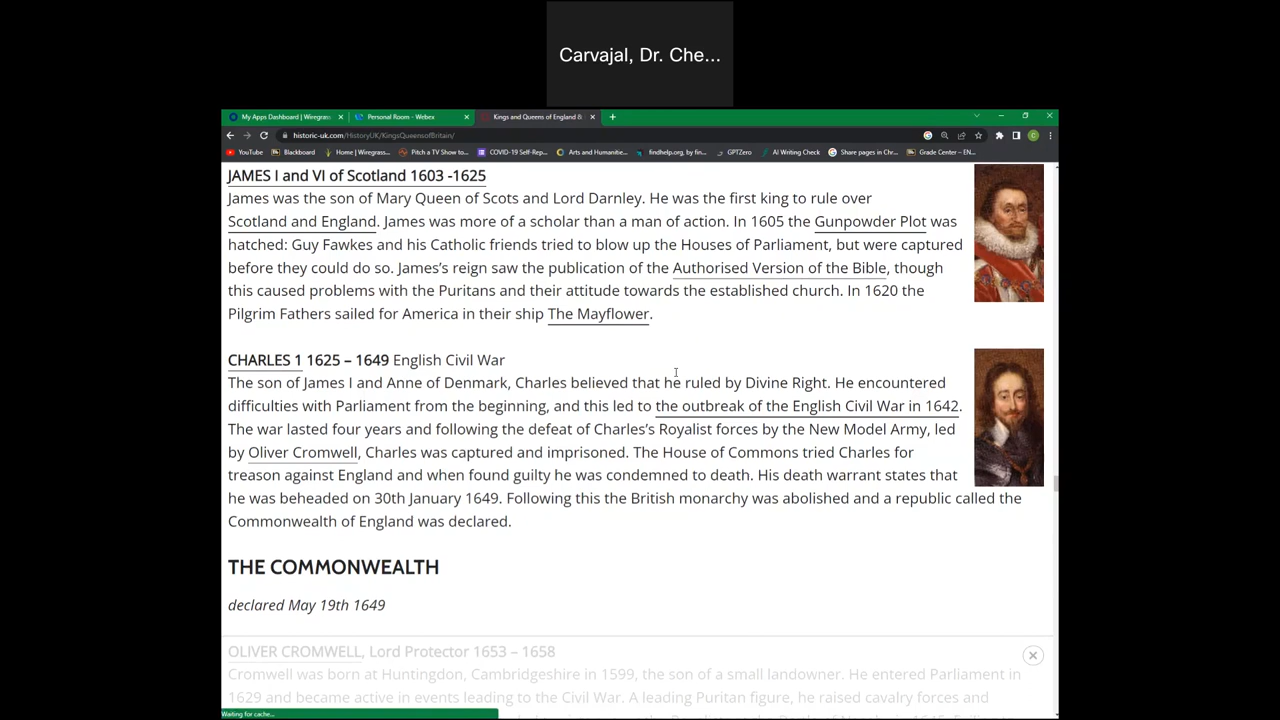 Carvajal, Dr. Che...
My Apps Dashboard | Wiregrass
Personal Room - Webex
Kings and Queens of England &
historic-uk.com/HistoryUK/KingsQueensofBritain/
YouTube
Blackboard
Home | Wiregrass...
Pitch a TV Show to...
COVID-19 Self-Rep...
Arts and Humanitie...
findhelp.org, by fin...
GPTZero
AI Writing Check
Share pages in Chr...
Grade Center – EN...
JAMES I and VI of Scotland 1603 -1625
James was the son of Mary Queen of Scots and Lord Darnley. He was the first king to rule over
Scotland and England. James was more of a scholar than a man of action. In 1605 the Gunpowder Plot was
hatched: Guy Fawkes and his Catholic friends tried to blow up the Houses of Parliament, but were captured
before they could do so. James’s reign saw the publication of the Authorised Version of the Bible, though
this caused problems with the Puritans and their attitude towards the established church. In 1620 the
Pilgrim Fathers sailed for America in their ship The Mayflower.
CHARLES 1 1625 – 1649 English Civil War
The son of James I and Anne of Denmark, Charles believed that he ruled by Divine Right. He encountered
difficulties with Parliament from the beginning, and this led to the outbreak of the English Civil War in 1642.
The war lasted four years and following the defeat of Charles’s Royalist forces by the New Model Army, led
by Oliver Cromwell, Charles was captured and imprisoned. The House of Commons tried Charles for
treason against England and when found guilty he was condemned to death. His death warrant states that
he was beheaded on 30th January 1649. Following this the British monarchy was abolished and a republic called the
Commonwealth of England was declared.
THE COMMONWEALTH
declared May 19th 1649
OLIVER CROMWELL, Lord Protector 1653 – 1658
Cromwell was born at Huntingdon, Cambridgeshire in 1599, the son of a small landowner. He entered Parliament in
1629 and became active in events leading to the Civil War. A leading Puritan figure, he raised cavalry forces and
Waiting for cache...